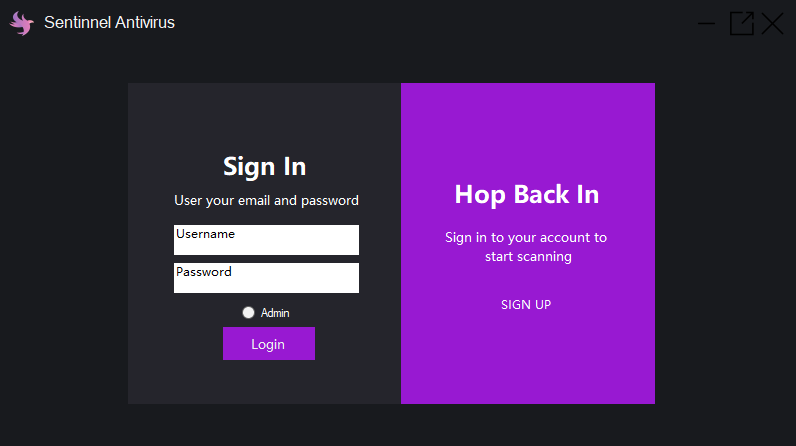 Sentinnel Antivirus
Sign In
User your email and password
Username
Password
Admin
Login
Hop Back In
Sign in to your account to
start scanning
SIGN UP